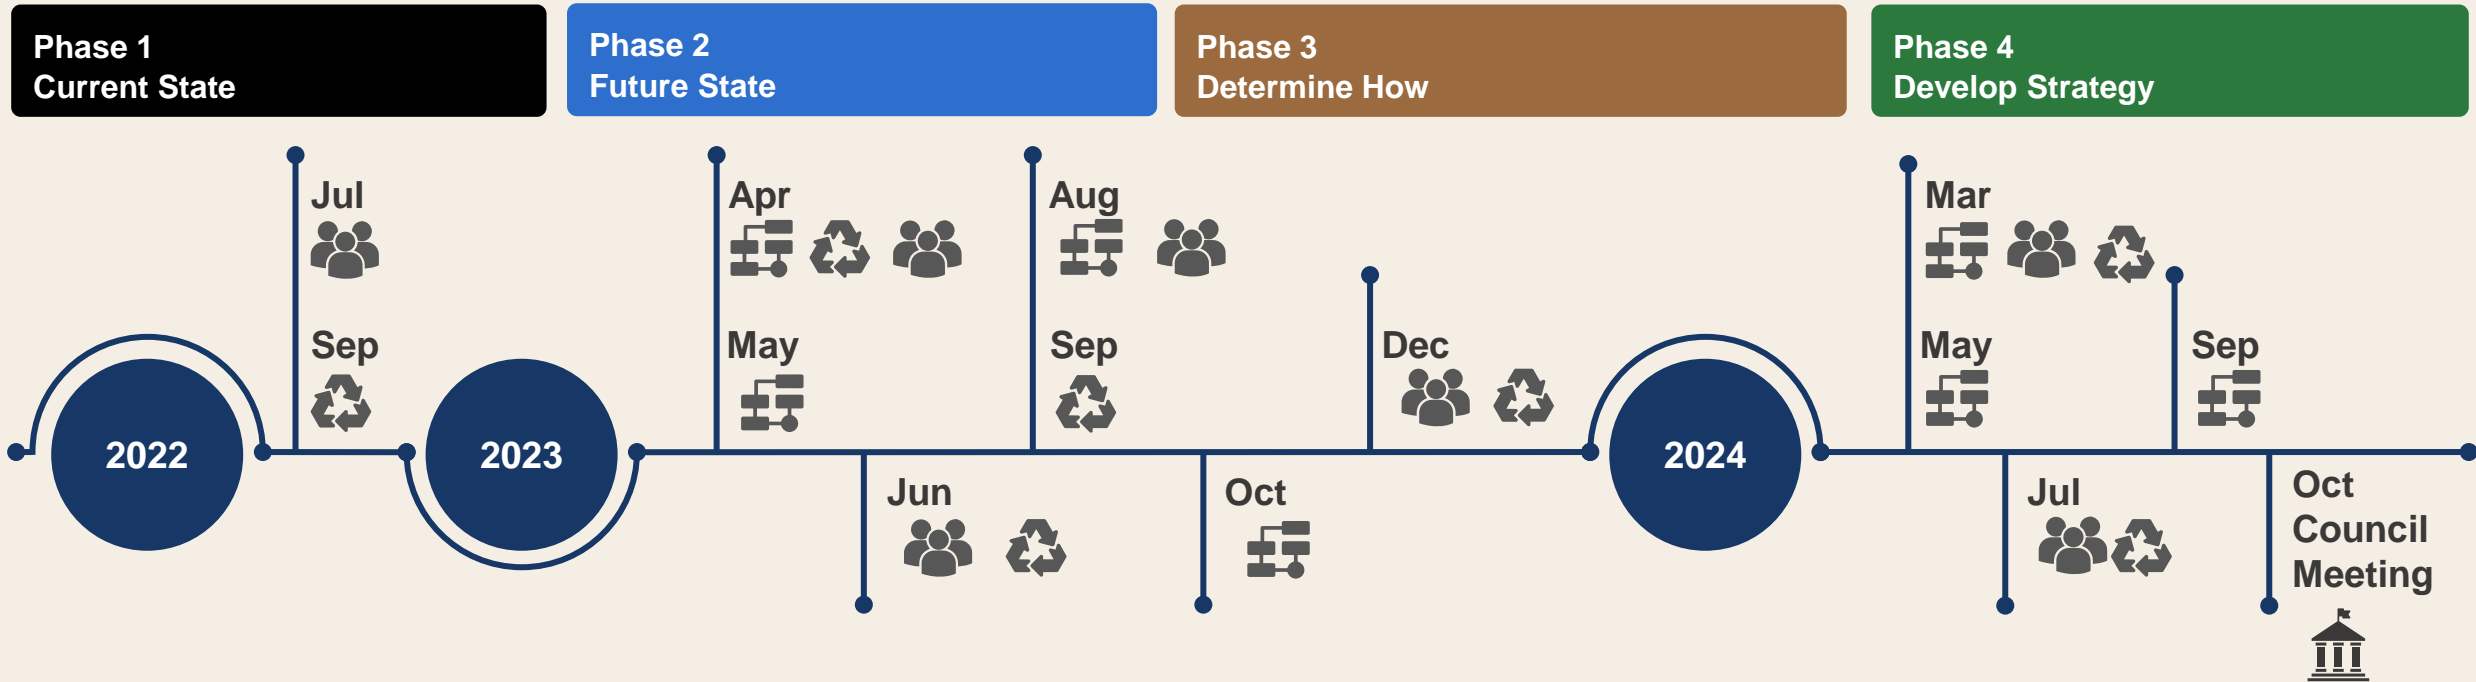 Phase 1
Current State
Phase 2
Future State
Phase 3
Determine How
Phase 4
Develop Strategy
Jul
Apr
Aug
Mar
Sep
May
Sep
Dec
May
Sep
2022
2023
2024
Jun
Oct
Jul
Oct
Council
Meeting